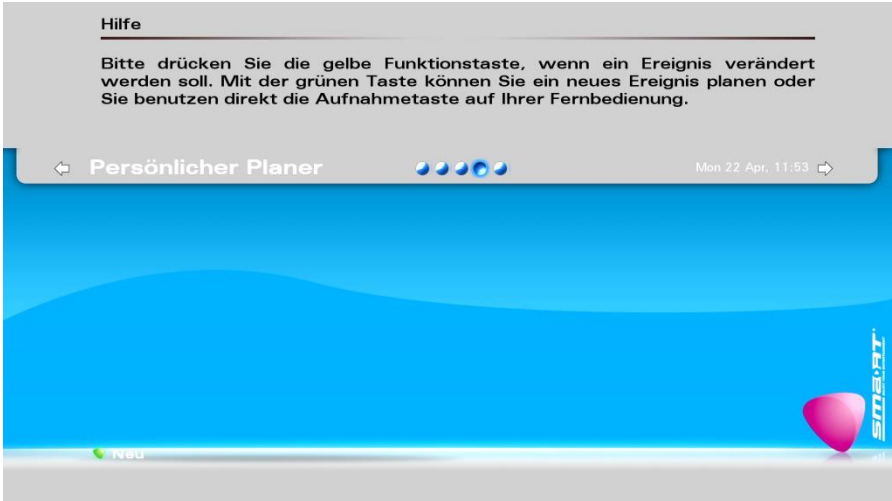 Hilfe
Bitte drücken Sie die gelbe Funktionstaste, wenn ein Ereignis verändert
werden soll. Mit der grünen Taste können Sie ein neues Ereignis planen oder
Sie benutzen direkt die Aufnahmetaste auf Ihrer Fernbedienung.
Persönlicher Planer
Mon 22 Apr, 11:53
smaRT
Neu